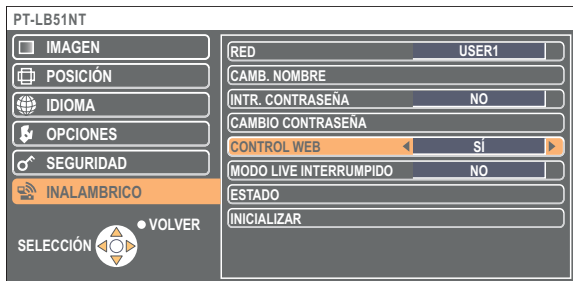 PT-LB51NT
IMAGEN
POSICIÓN
IDIOMA
OPCIONES
SEGURIDAD
INALAMBRICO
VOLVER
SELECCIÓN
RED USER1
CAMB. NOMBRE
INTR. CONTRASEÑA NO
CAMBIO CONTRASEÑA
CONTROL WEB SÍ
MODO LIVE INTERRUMPIDO NO
ESTADO
INICIALIZAR